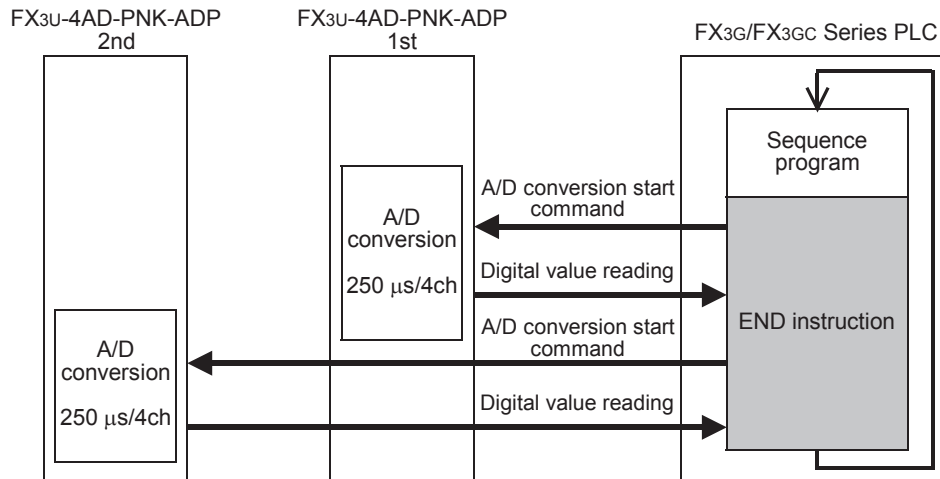 FX3U-4AD-PNK-ADP
2nd
FX3U-4AD-PNK-ADP
1st
FX3G/FX3GC Series PLC
Sequence
program
A/D conversion start
command
A/D
conversion
250 μs/4ch
Digital value reading
END instruction
A/D conversion start
command
A/D
conversion
250 μs/4ch
Digital value reading